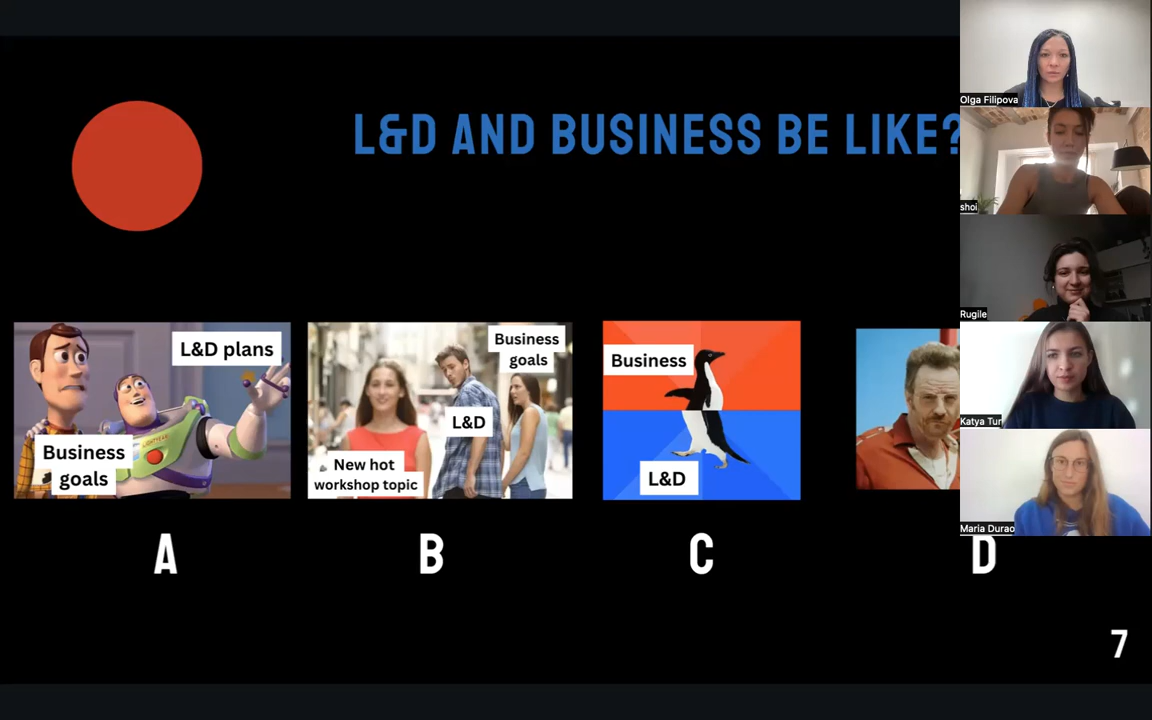 L&D AND BUSINESS BE LIKE?
L&D plans
Business
goals
LIGHTYEAR
Business
goals
L&D
New hot
workshop topic
Business
L&D
A
B
C
D
7
Olga Filipova
shoi
Rugile
Katya Tur
Maria Durao